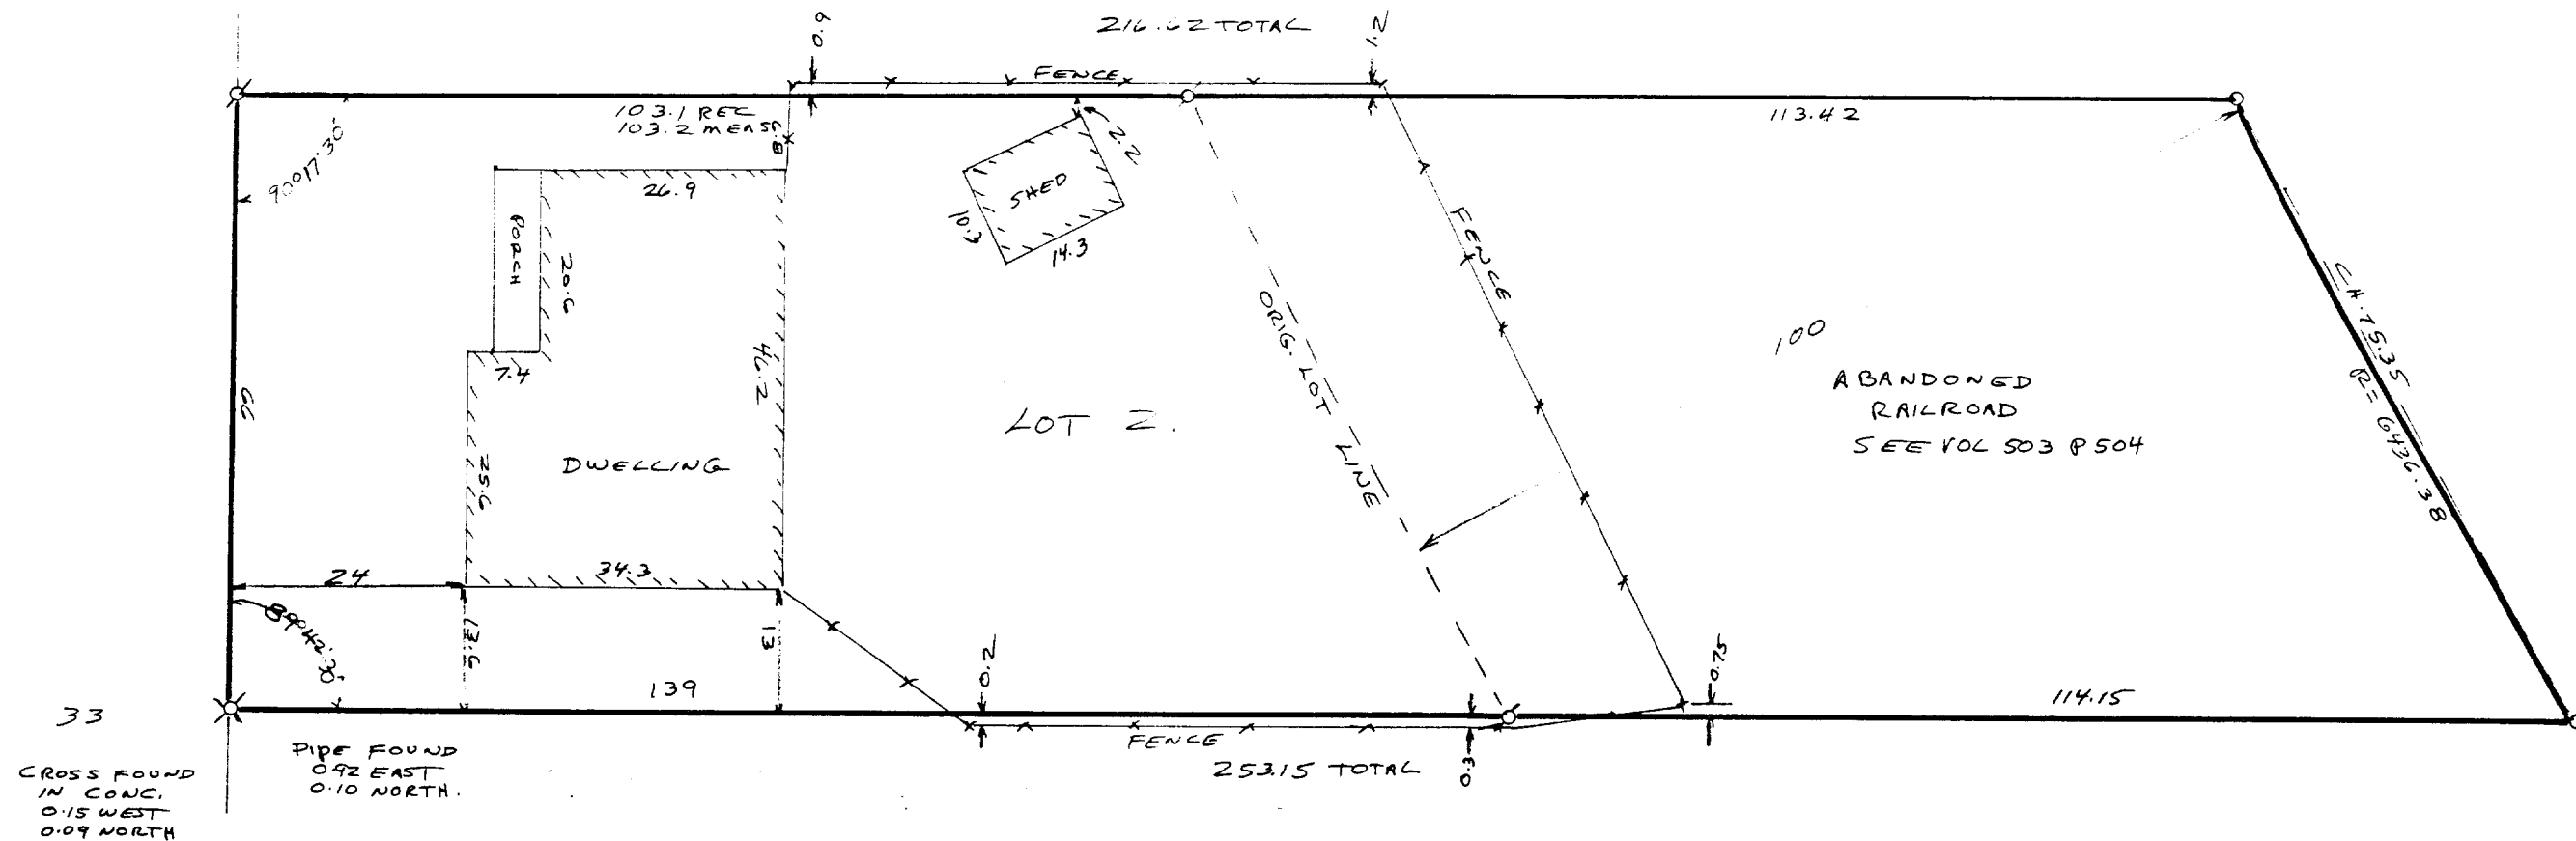 0.9
216.62 TOTAL
1.2
FENCE
103.1 REC
103.2 MEAS
8
2.2
113.42
90°17'30"
26.9
SHED
PORCH
20.6
10.3
14.3
FENCE
7.4
46.2
ORIG. LOT LINE
CH. 75.35
R= 6436.38
100
ABANDONED
RAILROAD
SEE VOL 503 P 504
66
LOT 2.
25.6
DWELLING
24
34.3
89°42'30"
13.6
13
0.2
0.75
139
114.15
33
FENCE
253.15 TOTAL
0.3
PIPE FOUND
0.92 EAST
0.10 NORTH.
CROSS FOUND
IN CONC.
0.15 WEST
0.09 NORTH